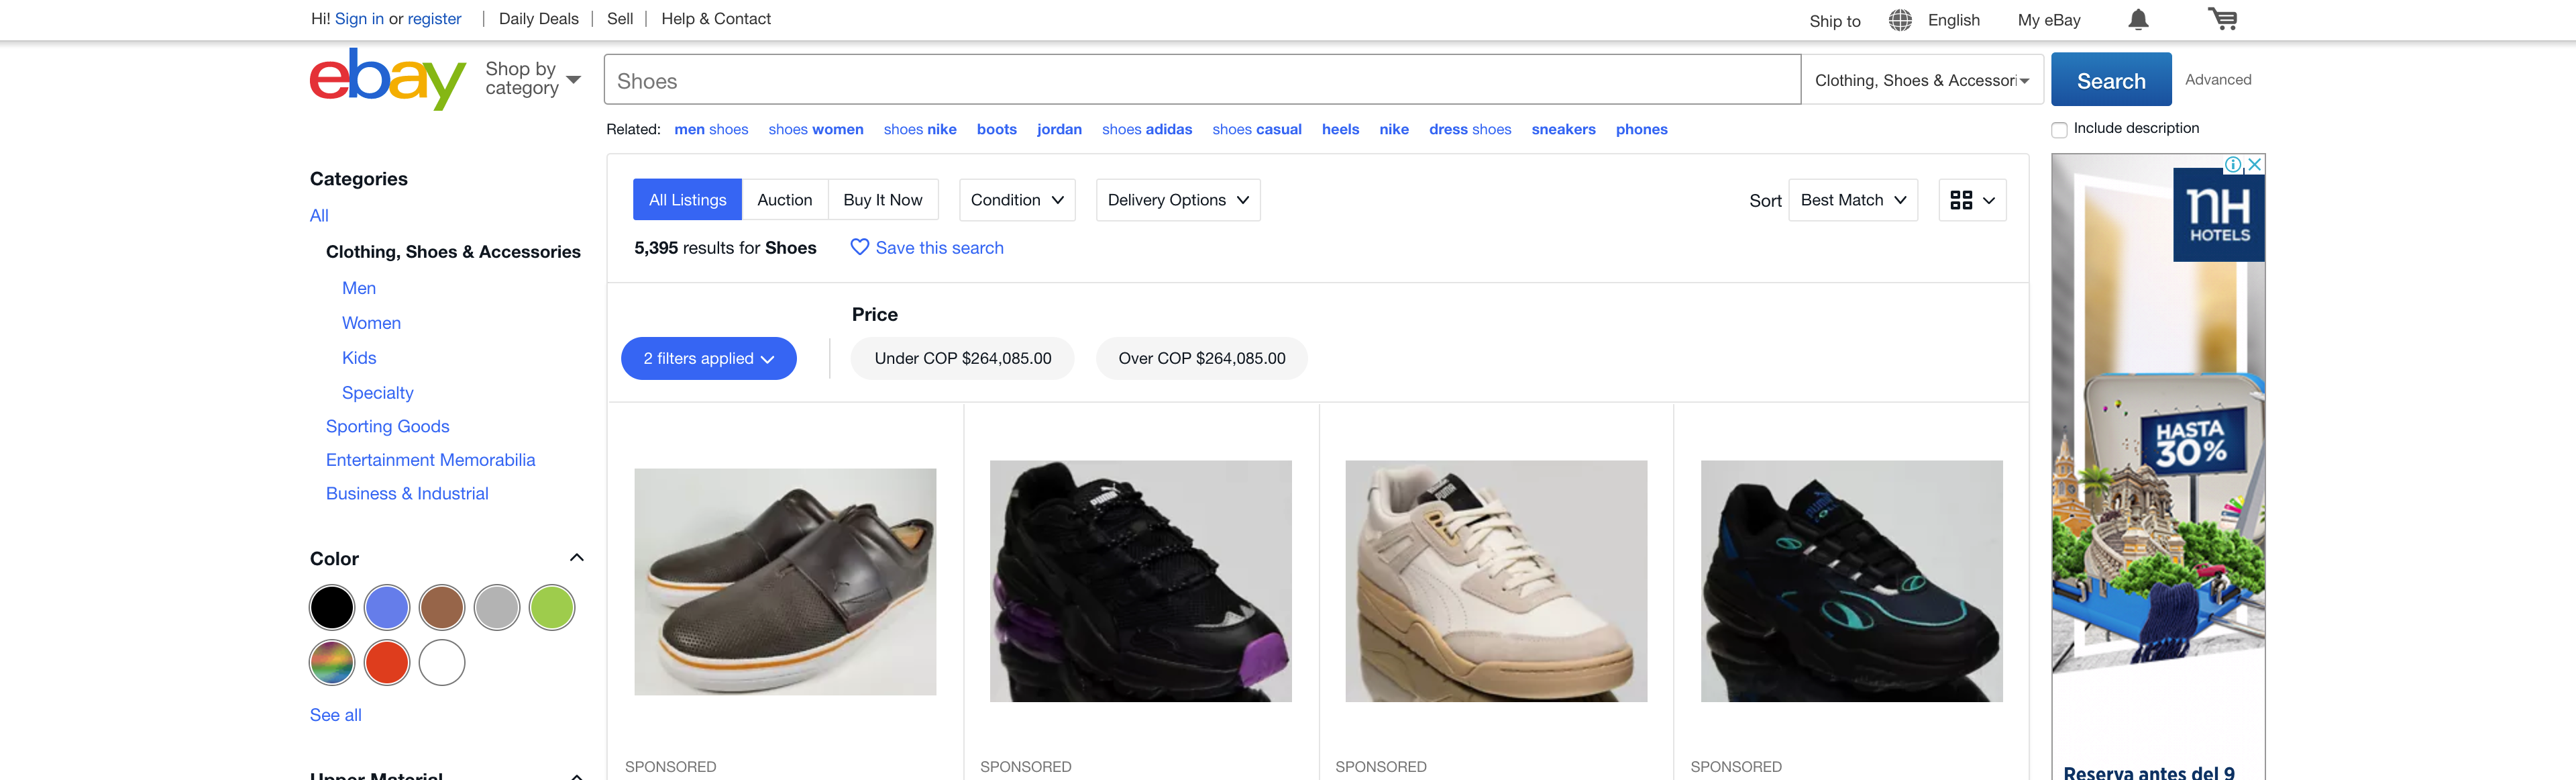 Hi! Sign in or register | Daily Deals | Sell | Help & Contact
Ship to English My eBay
ebay
Shop by
category
Shoes
Clothing, Shoes & Accessori
Search
Advanced
Related: men shoes shoes women shoes nike boots jordan shoes adidas shoes casual heels nike dress shoes sneakers phones
Include description
Categories
All
Clothing, Shoes & Accessories
Men
Women
Kids
Specialty
Sporting Goods
Entertainment Memorabilia
Business & Industrial
Color
See all
Upper Material
All Listings Auction Buy It Now Condition Delivery Options
Sort Best Match
5,395 results for Shoes Save this search
Price
2 filters applied Under COP $264,085.00 Over COP $264,085.00
PUMA
SPONSORED SPONSORED SPONSORED SPONSORED
nH
HOTELS
HASTA
30%
Reserva antes del 9